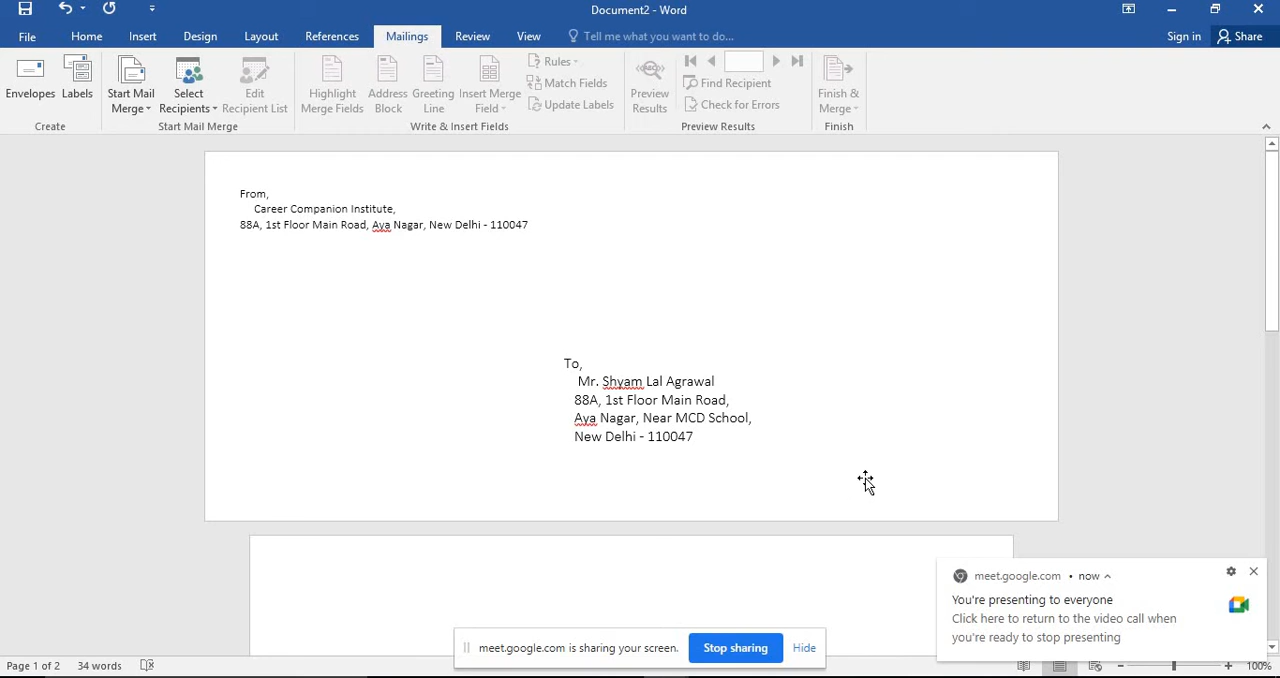 Document2 - Word
Sign in
Share
File
Home
Insert
Design
Layout
References
Mailings
Review
View
Tell me what you want to do...
Envelopes
Labels
Create
Start Mail
Merge
Select
Recipients
Edit
Recipient List
Start Mail Merge
Highlight
Merge Fields
Address
Block
Greeting
Line
Insert Merge
Field
Rules
Match Fields
Update Labels
Write & Insert Fields
ABC
Preview
Results
Find Recipient
Check for Errors
Preview Results
Finish &
Merge
Finish
From,
Career Companion Institute,
88A, 1st Floor Main Road, Aya Nagar, New Delhi - 110047
To,
Mr. Shyam Lal Agrawal
88A, 1st Floor Main Road,
Aya Nagar, Near MCD School,
New Delhi - 110047
meet.google.com • now
You're presenting to everyone
Click here to return to the video call when
you're ready to stop presenting
meet.google.com is sharing your screen.
Stop sharing
Hide
Page 1 of 2
34 words
100%